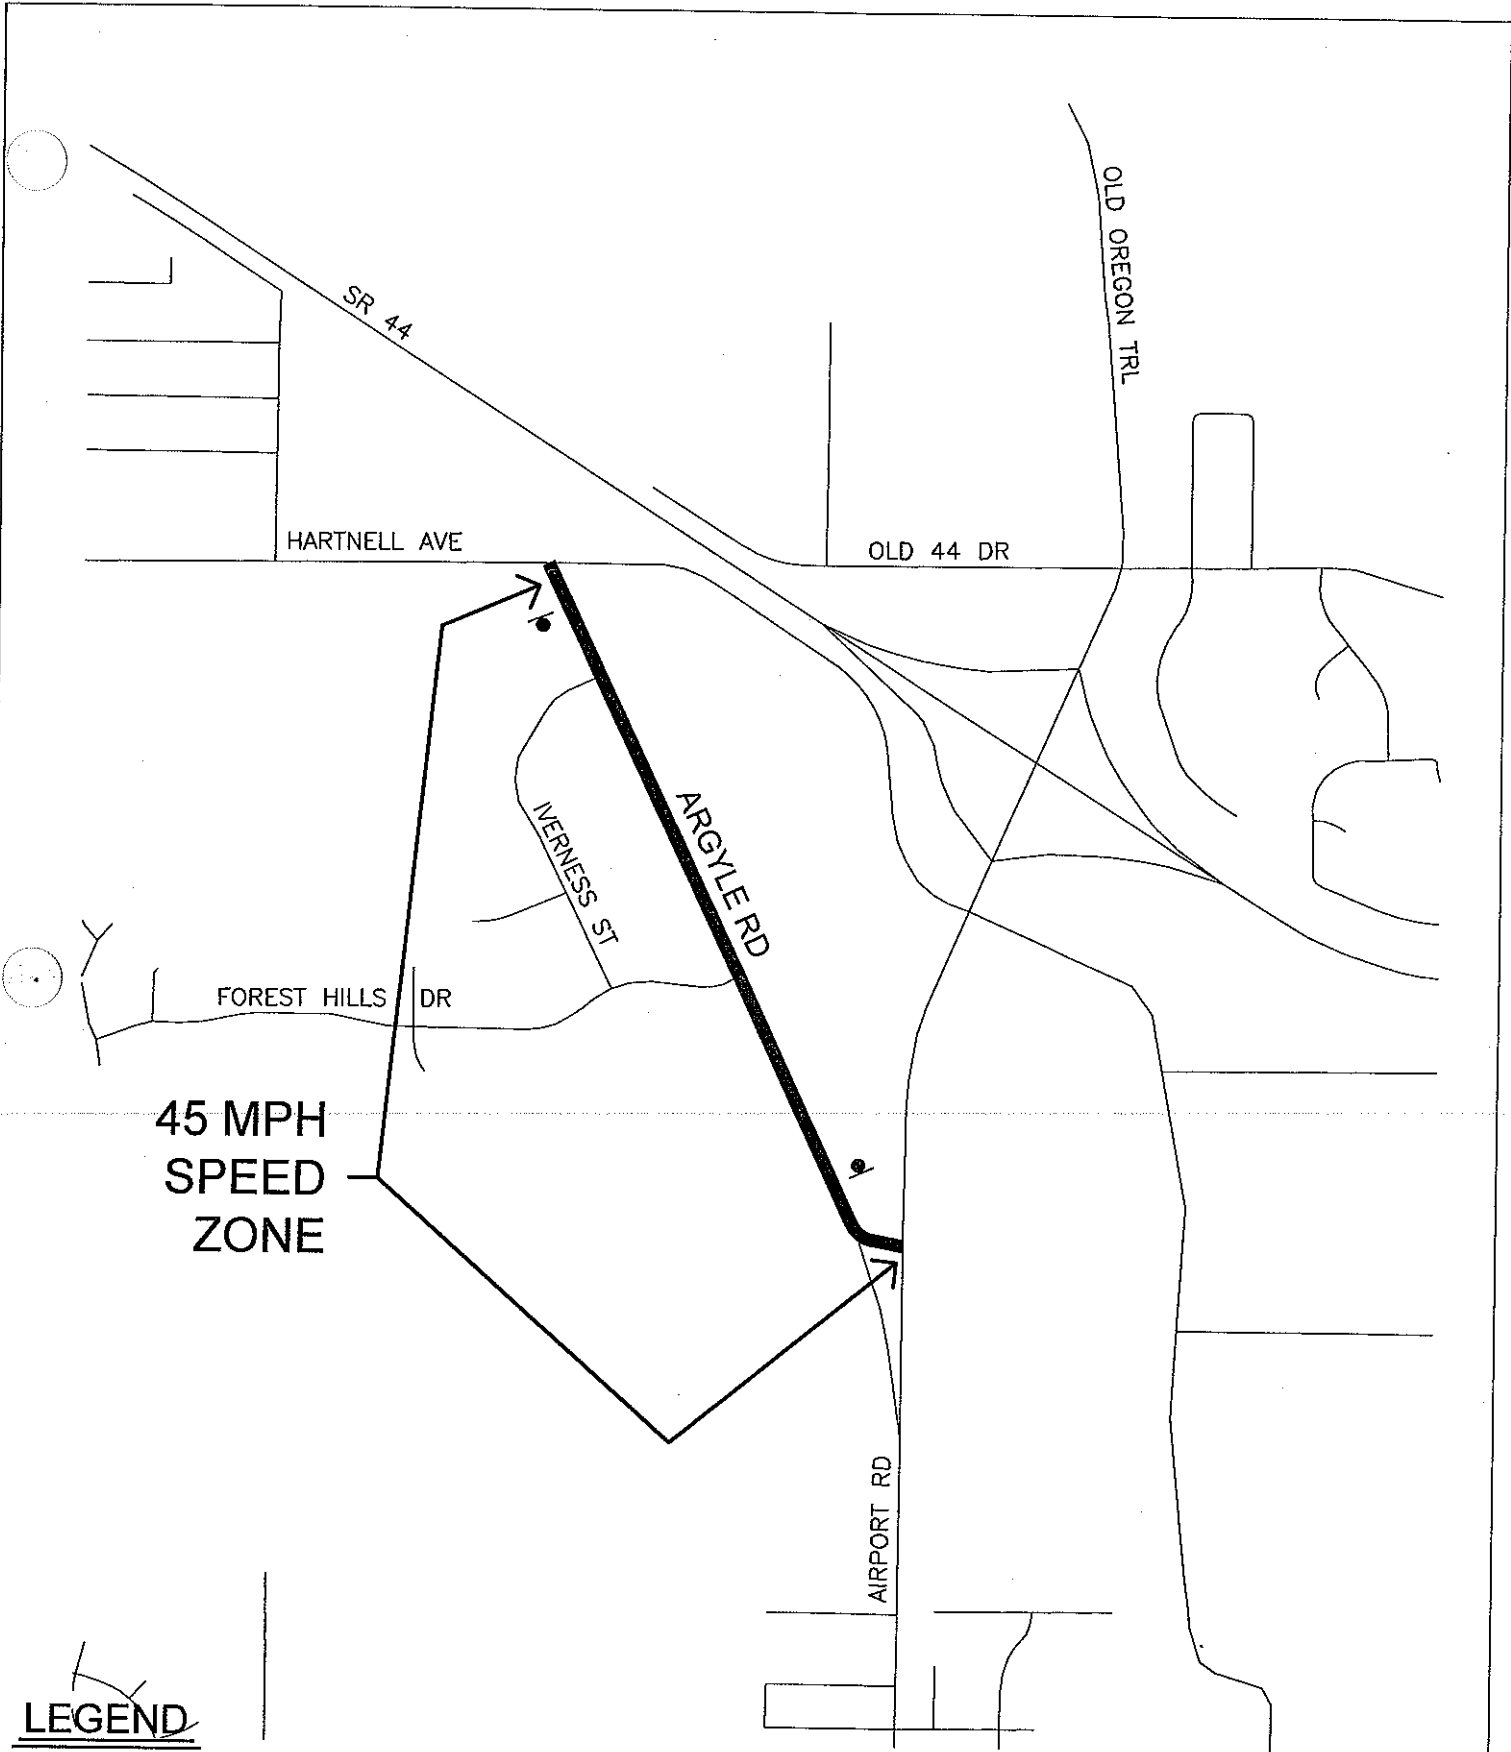 OLD OREGON TRL
SR 44
HARTNELL AVE
OLD 44 DR
ARGYLE RD
IVERNESS ST
FOREST HILLS DR
45 MPH
SPEED
ZONE
AIRPORT RD
LEGEND